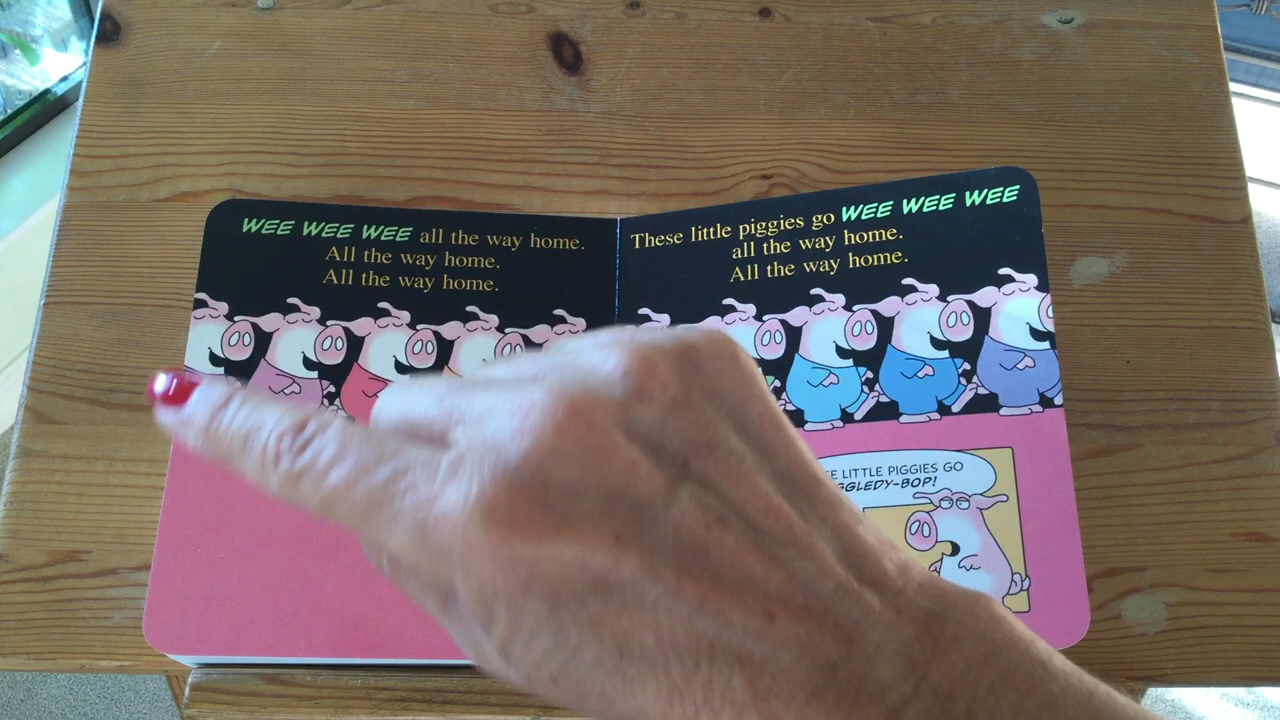 WEE WEE WEE all the way home.
All the way home.
All the way home.
These little piggies go WEE WEE WEE
all the way home.
All the way home.
LITTLE PIGGIES GO